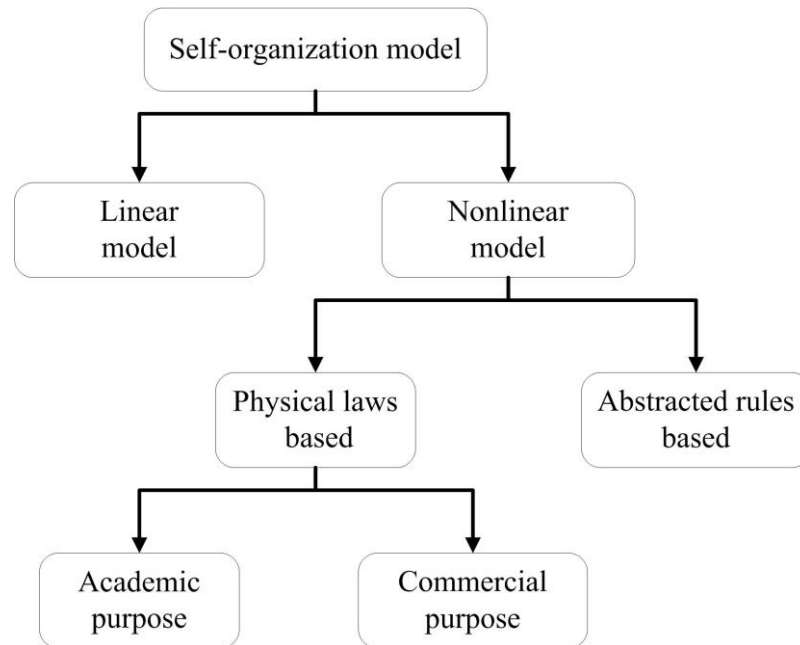 Self-organization model
Linear
model
Nonlinear
model
Physical laws
based
Abstracted rules
based
Academic
purpose
Commercial
purpose